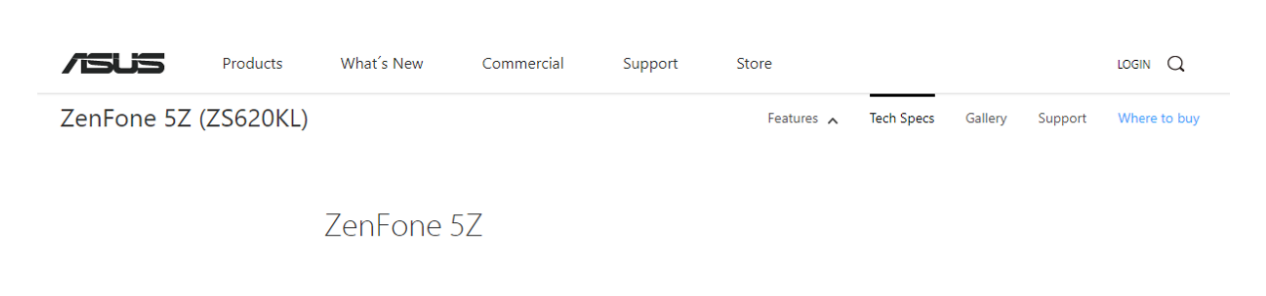 ASUS Products What´s New Commercial Support Store LOGIN
ZenFone 5Z (ZS620KL) Features Tech Specs Gallery Support Where to buy
ZenFone 5Z